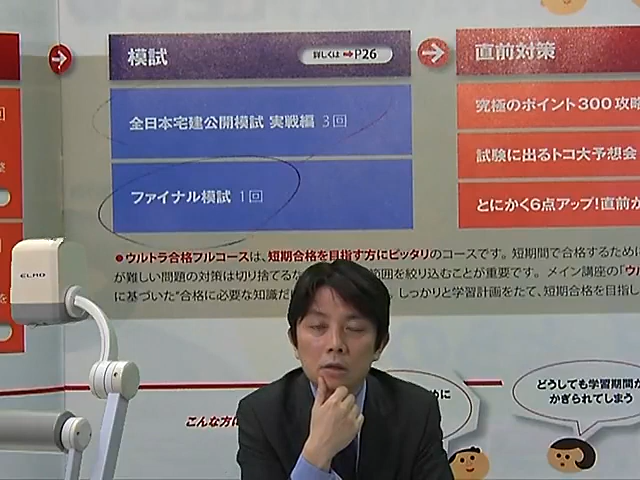 模試
詳しくは ➡P26
直前対策
全日本宅建公開模試 実戦編 3回
ファイナル模試 1回
究極のポイント300攻略
試験に出るトコ大予想会
とにかく6点アップ!直前
●ウルトラ合格フルコースは、短期合格を目指す方にピッタリのコースです。短期間で合格するため
が難しい問題の対策は切り捨てるな 範囲を絞り込むことが重要です。メイン講座の「ウル
に基づいた"合格に必要な知識だ しっかりと学習計画をたて、短期合格を目指し
ELMO
どうしても学習期間が
かぎられてしまう
こんな方に
めに
に